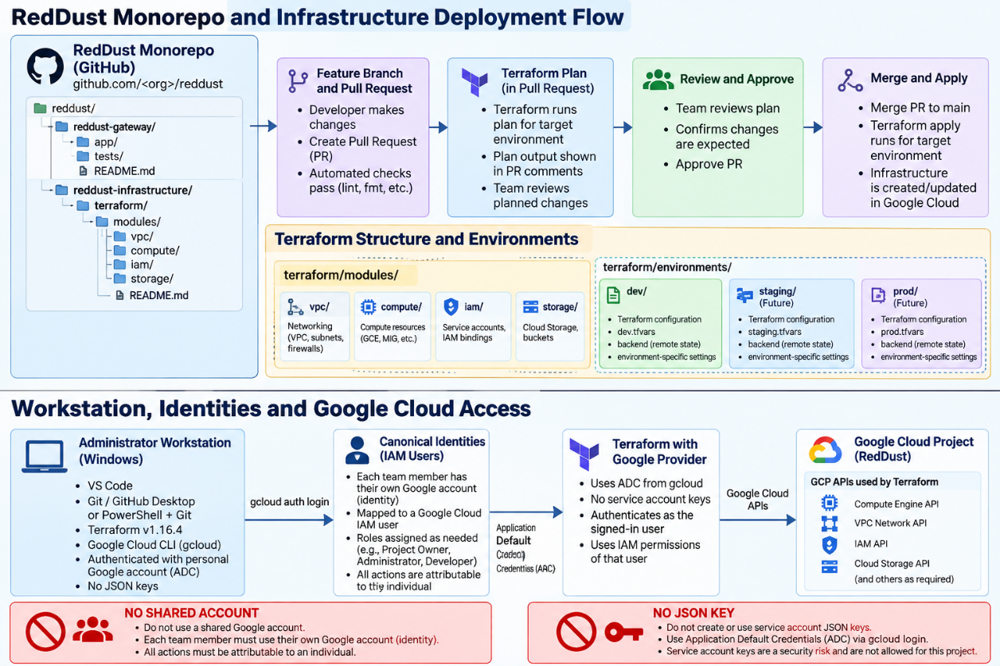 RedDust Monorepo and Infrastructure Deployment Flow
RedDust Monorepo
(GitHub)
github.com/<org>/reddust
reddust/
reddust-gateway/
app/
tests/
README.md
reddust-infrastructure/
terraform/
modules/
vpc/
compute/
iam/
storage/
README.md
Feature Branch
and Pull Request
• Developer makes
changes
• Create Pull Request
(PR)
• Automated checks
pass (lint, fmt, etc.)
Terraform Plan
(in Pull Request)
• Terraform runs
plan for target
environment
• Plan output shown
in PR comments
• Team reviews
planned changes
Review and Approve
• Team reviews plan
• Confirms changes
are expected
• Approve PR
Merge and Apply
• Merge PR to main
• Terraform apply
runs for target
environment
• Infrastructure
is created/updated
in Google Cloud
Terraform Structure and Environments
terraform/modules/
vpc/
Networking
(VPC, subnets,
firewalls)
compute/
Compute resources
(GCE, MIG, etc.)
iam/
Service accounts,
IAM bindings
storage/
Cloud Storage,
buckets
terraform/environments/
dev/
• Terraform configuration
• dev.tfvars
• backend (remote state)
• environment-specific settings
staging/
(Future)
• Terraform configuration
• staging.tfvars
• backend (remote state)
• environment-specific settings
prod/
(Future)
• Terraform configuration
• prod.tfvars
• backend (remote state)
• environment-specific settings
Workstation, Identities and Google Cloud Access
Administrator Workstation
(Windows)
• VS Code
• Git / GitHub Desktop
or PowerShell + Git
• Terraform v1.16.4
• Google Cloud CLI (gcloud)
• Authenticated with personal
Google account (ADC)
• No JSON keys
gcloud auth login
Canonical Identities
(IAM Users)
• Each team member has
their own Google account
(identity)
• Mapped to a Google Cloud
IAM user
• Roles assigned as needed
(e.g., Project Owner,
Administrator, Developer)
• All actions are attributable
to individual
Application
Default
Terraform with
Google Provider
• Uses ADC from gcloud
• No service account keys
• Authenticates as the
signed-in user
• Uses IAM permissions
of that user
Google Cloud
APIs
Google Cloud Project
(RedDust)
GCP APIs used by Terraform
Compute Engine API
VPC Network API
IAM API
Cloud Storage API
(and others as required)
NO SHARED ACCOUNT
• Do not use a shared Google account.
• Each team member must use their own Google account (identity).
• All actions must be attributable to an individual.
NO JSON KEY
• Do not create or use service account JSON keys.
• Use Application Default Credentials (ADC) via gcloud login.
• Service account keys are a security risk and are not allowed for this project.